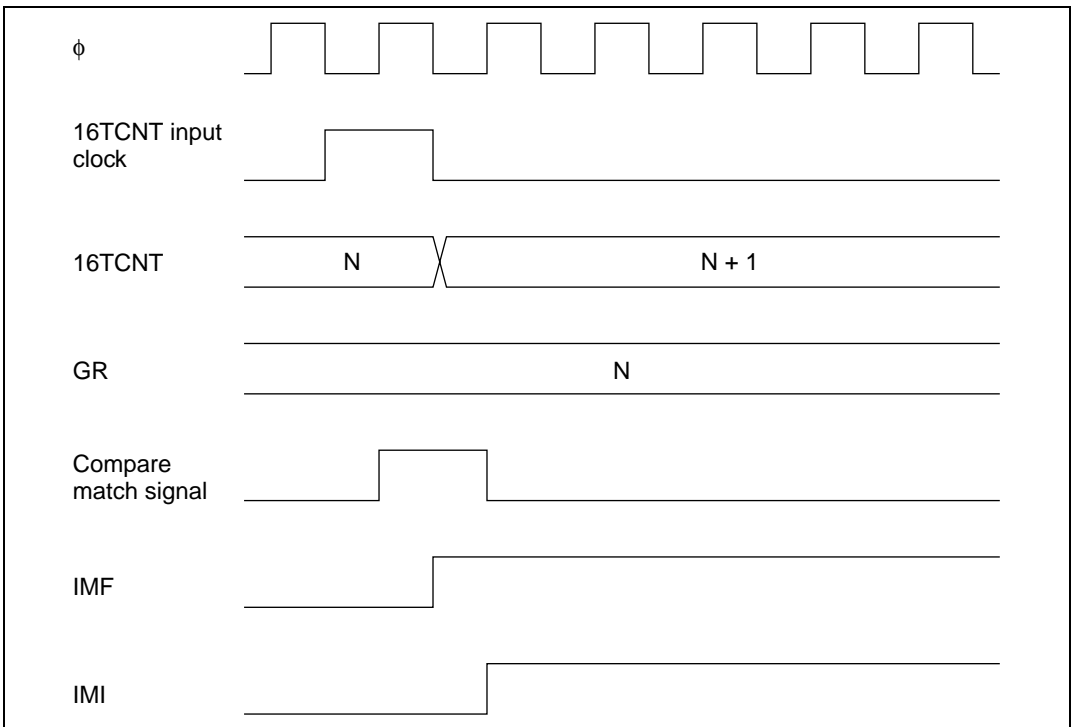 ϕ
16TCNT input
clock
16TCNT
N
N + 1
GR
N
Compare
match signal
IMF
IMI